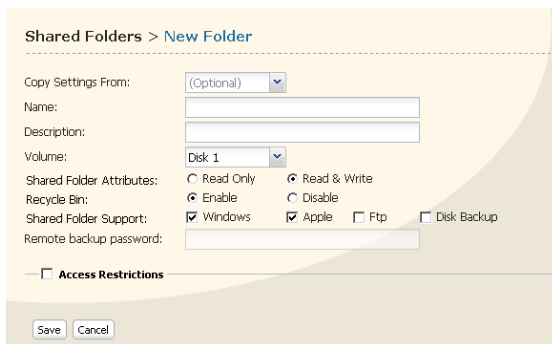 Shared Folders > New Folder
Copy Settings From: (Optional)
Name:
Description:
Volume: Disk 1
Shared Folder Attributes: Read Only Read & Write
Recycle Bin: Enable Disable
Shared Folder Support: Windows Apple Ftp Disk Backup
Remote backup password:
Access Restrictions
Save Cancel